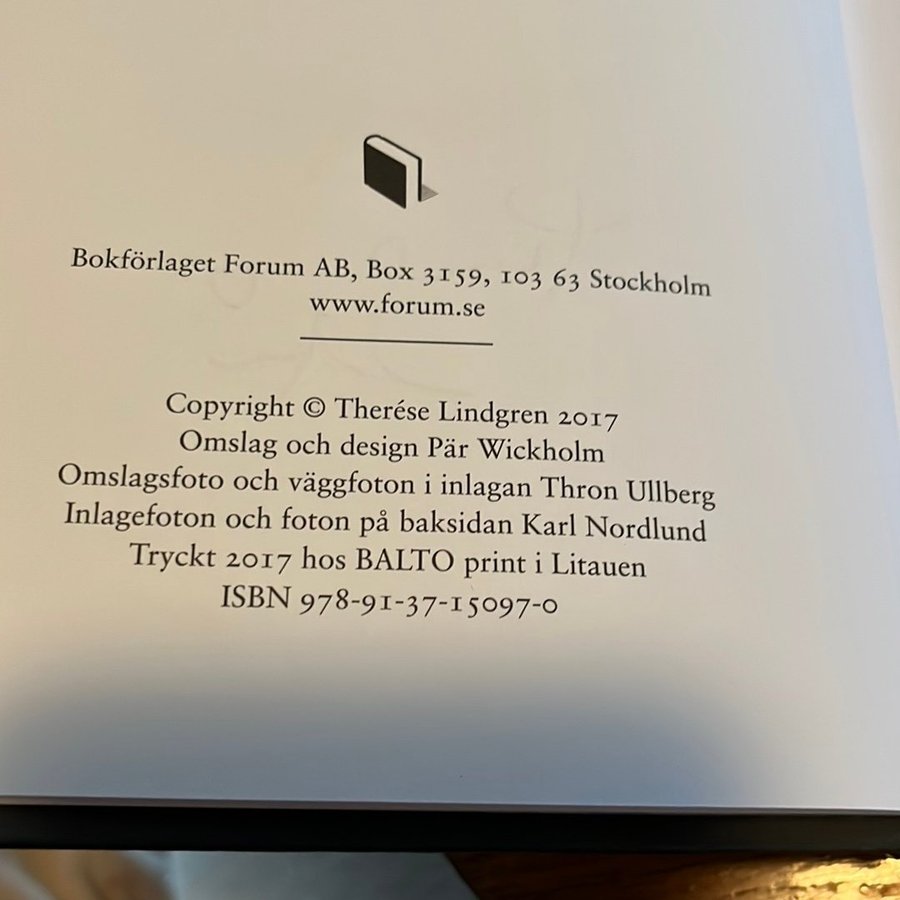 Bokförlaget Forum AB, Box 3159, 103 63 Stockholm
www.forum.se
Copyright © Therése Lindgren 2017
Omslag och design Pär Wickholm
Omslagsfoto och väggfoton i inlagan Thron Ullberg
Inlagefoton och foton på baksidan Karl Nordlund
Tryckt 2017 hos BALTO print i Litauen
ISBN 978-91-37-15097-0